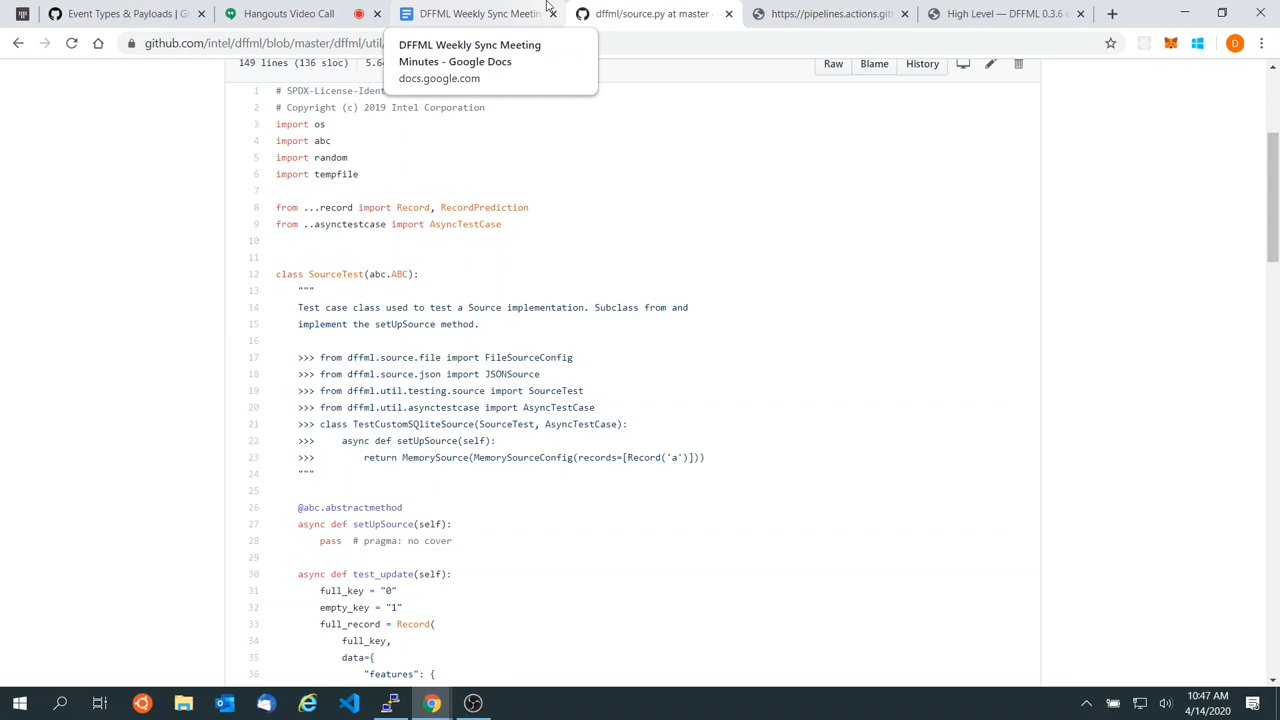 Event Types & Payloads | G
Hangouts Video Call
DFFML Weekly Sync Meetin
dffml/source.py at master
https://pipelines.actions.git
High Level — DFFML 0.3.6 d
github.com/intel/dffml/blob/master/dffml/util
D
DFFML Weekly Sync Meeting
Minutes - Google Docs
docs.google.com
149 lines (136 sloc)
Raw
Blame
History
1 # SPDX-License-Ident
2 # Copyright (c) 2019 Intel Corporation
3 import os
4 import abc
5 import random
6 import tempfile
7
8 from ...record import Record, RecordPrediction
9 from ..asynctestcase import AsyncTestCase
10
11
12 class SourceTest(abc.ABC):
13 """
14 Test case class used to test a Source implementation. Subclass from and
15 implement the setUpSource method.
16
17 >>> from dffml.source.file import FileSourceConfig
18 >>> from dffml.source.json import JSONSource
19 >>> from dffml.util.testing.source import SourceTest
20 >>> from dffml.util.asynctestcase import AsyncTestCase
21 >>> class TestCustomSQliteSource(SourceTest, AsyncTestCase):
22 >>> async def setUpSource(self):
23 >>> return MemorySource(MemorySourceConfig(records=[Record('a')]))
24 """
25
26 @abc.abstractmethod
27 async def setUpSource(self):
28 pass # pragma: no cover
29
30 async def test_update(self):
31 full_key = "0"
32 empty_key = "1"
33 full_record = Record(
34 full_key,
35 data={
36 "features": {
10:47 AM
4/14/2020